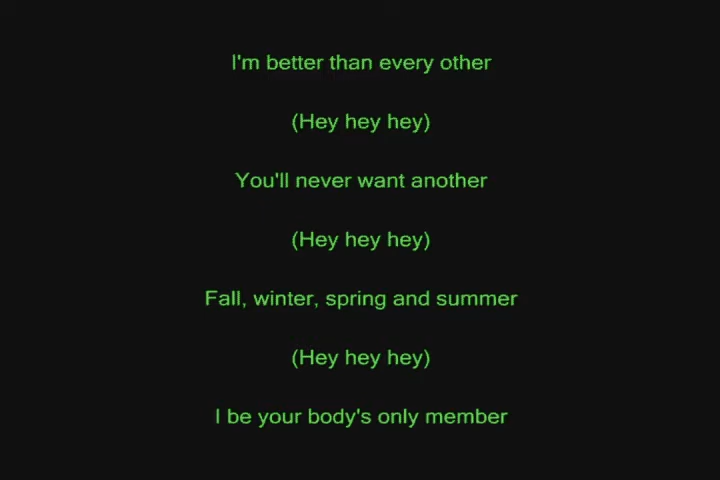 I'm better than every other
(Hey hey hey)
You'll never want another
(Hey hey hey)
Fall, winter, spring and summer
(Hey hey hey)
I be your body's only member